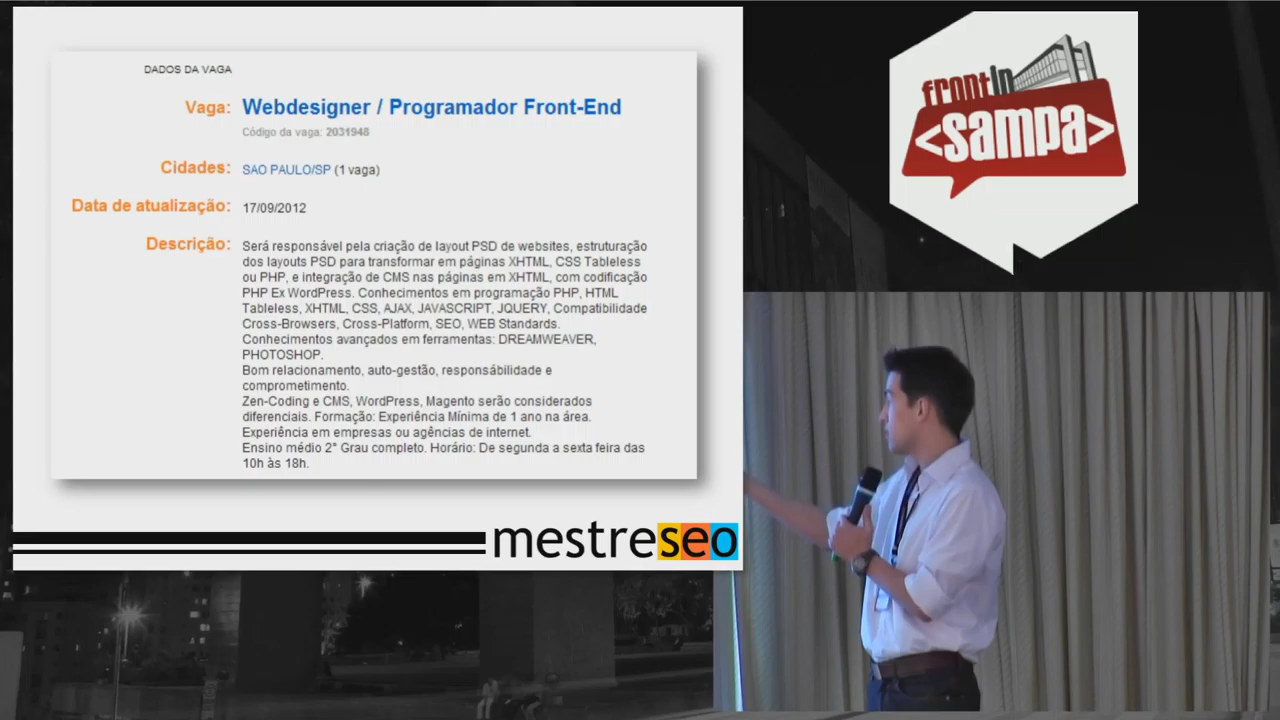 DADOS DA VAGA
Vaga: Webdesigner / Programador Front-End
Código da vaga: 2031948
Cidades: SAO PAULO/SP (1 vaga)
Data de atualização: 17/09/2012
Descrição: Será responsável pela criação de layout PSD de websites, estruturação
dos layouts PSD para transformar em páginas XHTML, CSS Tableless
ou PHP, e integração de CMS nas páginas em XHTML, com codificação
PHP Ex WordPress. Conhecimentos em programação PHP, HTML
Tableless, XHTML, CSS, AJAX, JAVASCRIPT, JQUERY, Compatibilidade
Cross-Browsers, Cross-Platform, SEO, WEB Standards.
Conhecimentos avançados em ferramentas: DREAMWEAVER,
PHOTOSHOP.
Bom relacionamento, auto-gestão, responsábilidade e
comprometimento.
Zen-Coding e CMS, WordPress, Magento serão considerados
diferenciais. Formação: Experiência Mínima de 1 ano na área.
Experiência em empresas ou agências de internet.
Ensino médio 2° Grau completo. Horário: De segunda a sexta feira das
10h às 18h.
mestreseo
frontin
<sampa>